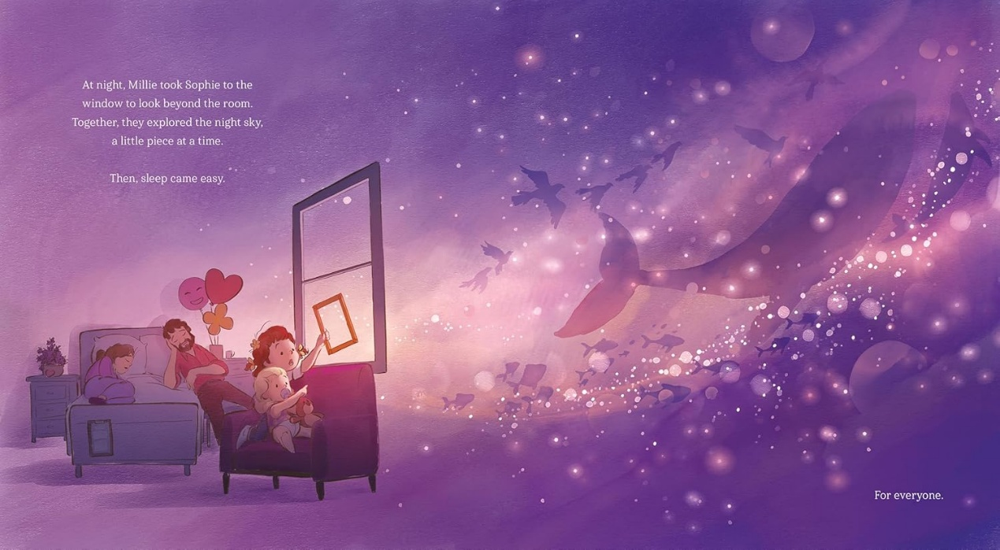 At night, Millie took Sophie to the
window to look beyond the room.
Together, they explored the night sky,
a little piece at a time.
Then, sleep came easy.
For everyone.